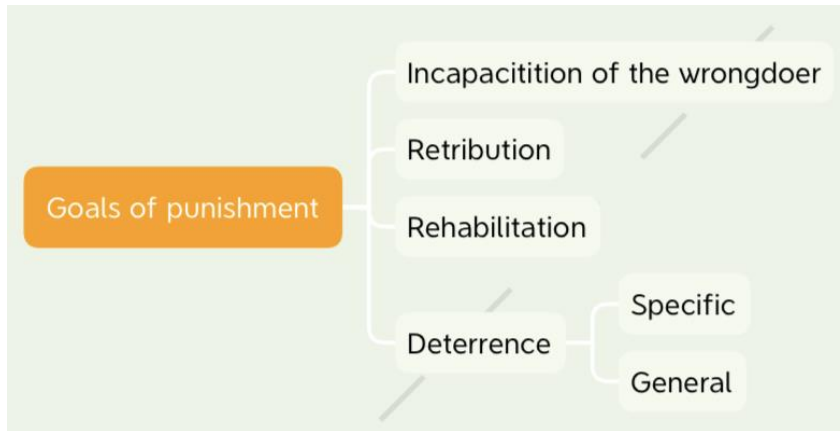 Goals of punishment
Incapacitition of the wrongdoer
Retribution
Rehabilitation
Deterrence
Specific
General